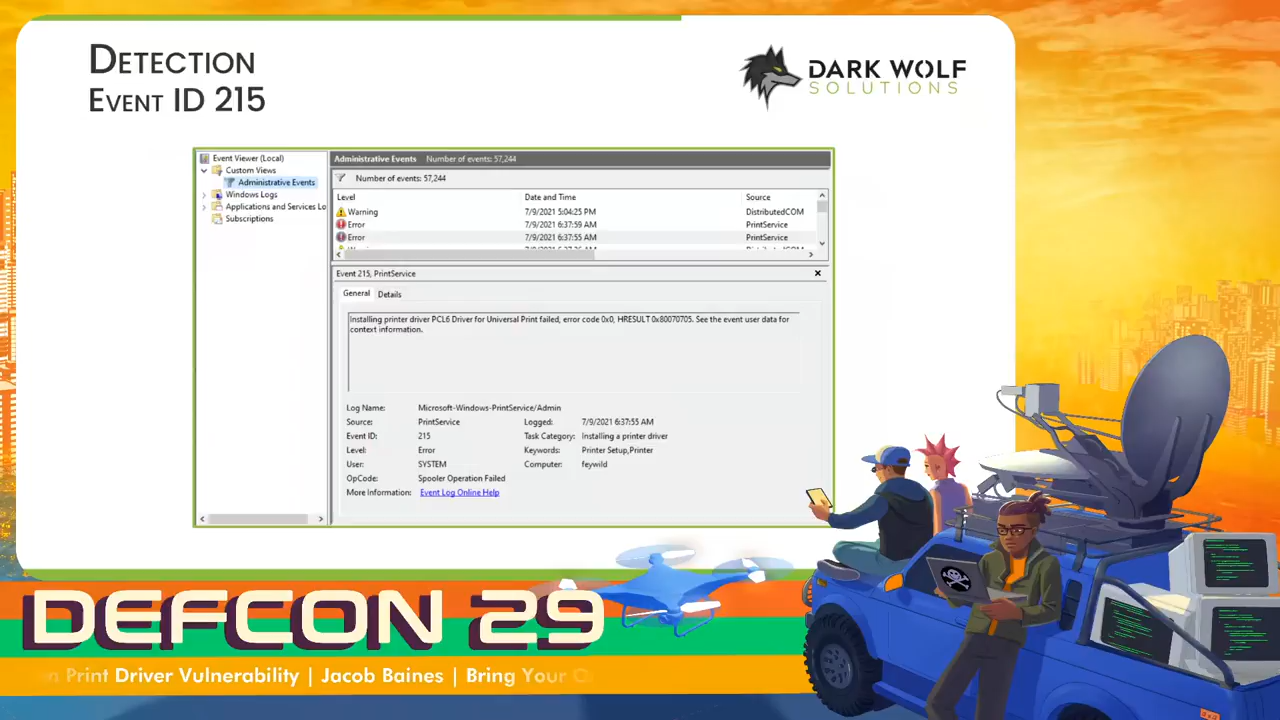 DETECTION
EVENT ID 215
DARK WOLF
SOLUTIONS
Event Viewer (Local)
Custom Views
Administrative Events
Windows Logs
Applications and Services Lo
Subscriptions
Administrative Events Number of events: 57,244
Number of events: 57,244
Level Date and Time Source
Warning 7/9/2021 5:04:25 PM DistributedCOM
Error 7/9/2021 6:37:59 AM PrintService
Error 7/9/2021 6:37:55 AM PrintService
Event 215, PrintService
General Details
Installing printer driver PCL6 Driver for Universal Print failed, error code 0x0, HRESULT 0x80070705. See the event user data for
context information.
Log Name: Microsoft-Windows-PrintService/Admin
Source: PrintService Logged: 7/9/2021 6:37:55 AM
Event ID: 215 Task Category: Installing a printer driver
Level: Error Keywords: Printer Setup,Printer
User: SYSTEM Computer: feywild
OpCode: Spooler Operation Failed
More Information: Event Log Online Help
DEFCON 29
n Print Driver Vulnerability | Jacob Baines | Bring Your O